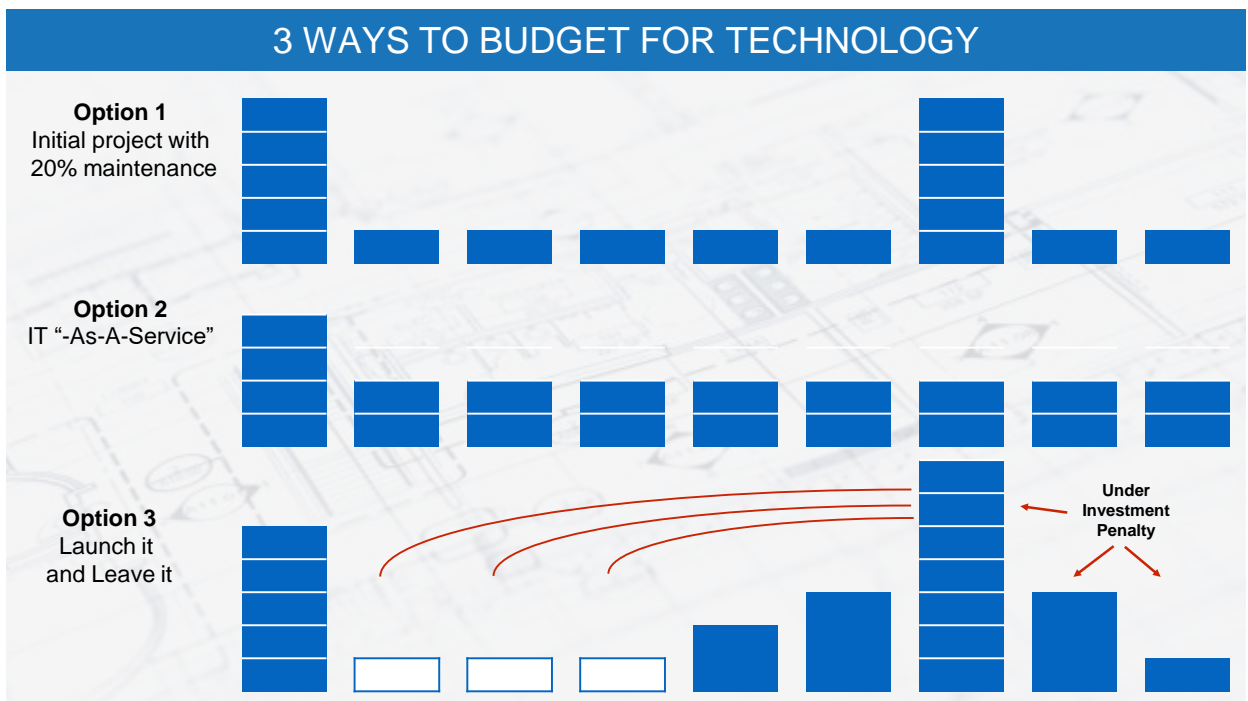 3 WAYS TO BUDGET FOR TECHNOLOGY
Option 1
Initial project with
20% maintenance
Option 2
IT “-As-A-Service”
Option 3
Launch it
and Leave it
Under
Investment
Penalty